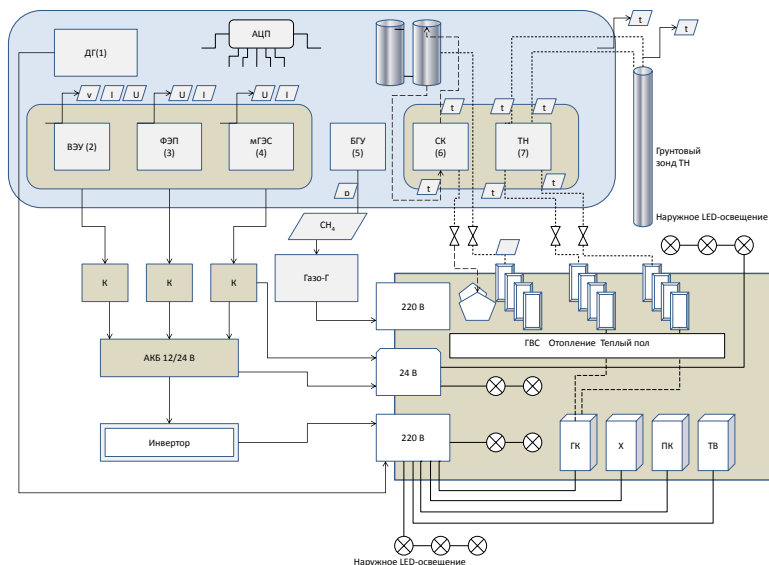 АЦП
ДГ(1)
t
t
v
I
U
U
I
U
I
t
t
t
ВЭУ (2)
ФЭП
(3)
мГЭС
(4)
БГУ
(5)
СК
(6)
ТН
(7)
Грунтовый
зонд ТН
p
t
t
t
CH4
Наружное LED-освещение
К
К
К
Газо-Г
220 В
ГВС Отопление Теплый пол
АКБ 12/24 В
24 В
Инвертор
220 В
ГК
Х
ПК
ТВ
Наружное LED-освещение